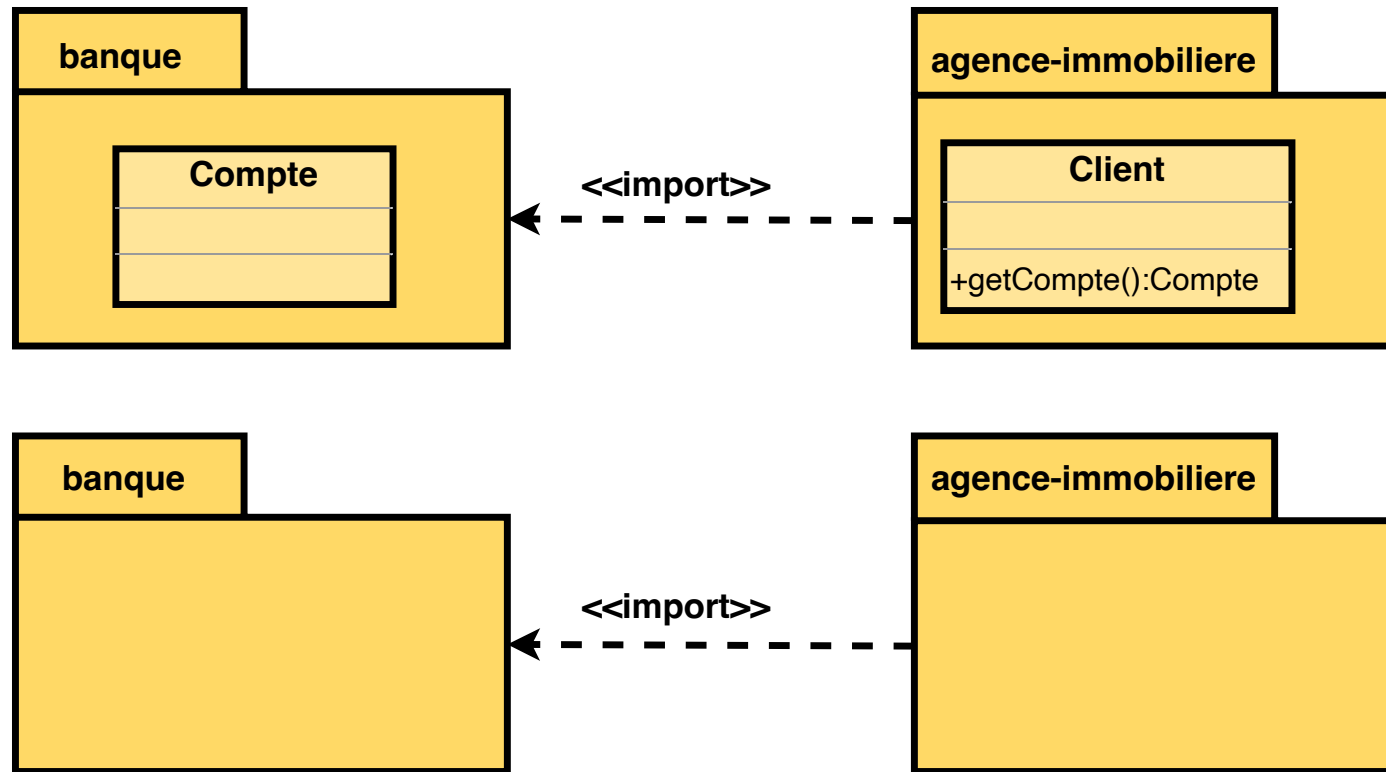 banque
agence-immobiliere
Compte
<<import>>
Client
+getCompte():Compte
banque
agence-immobiliere
<<import>>